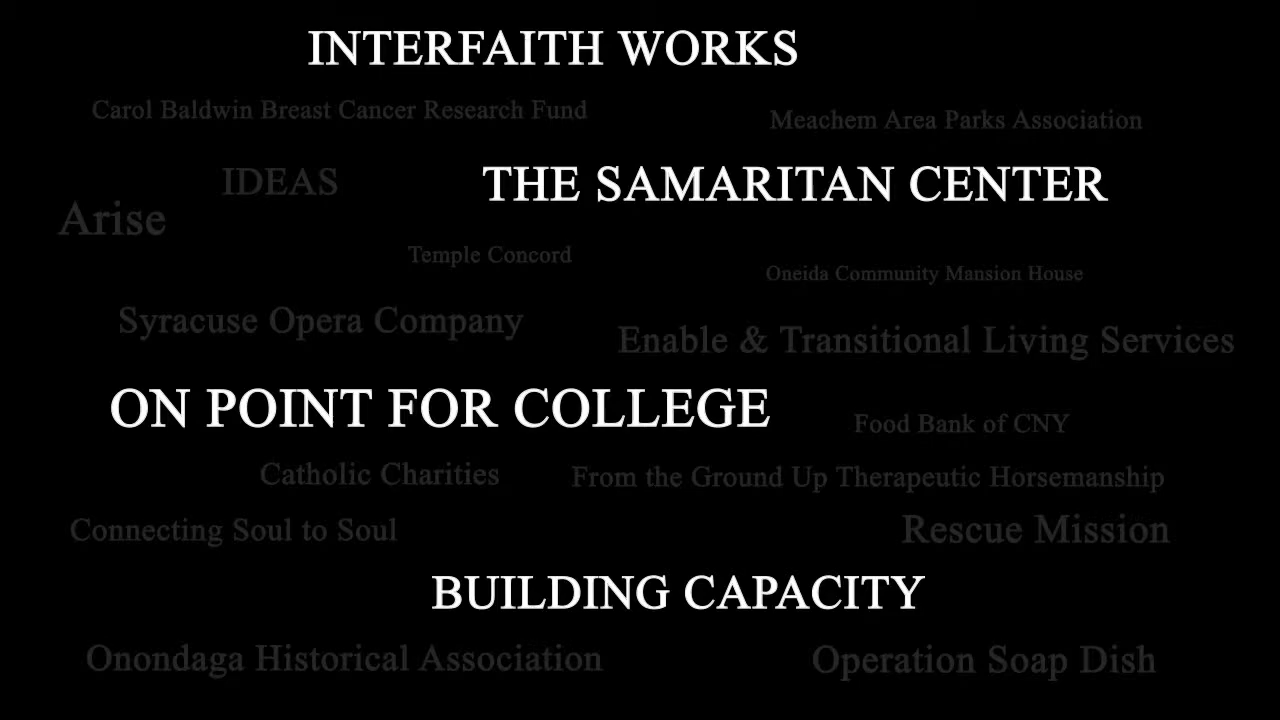 INTERFAITH WORKS
Carol Baldwin Breast Cancer Research Fund
Meachem Area Parks Association
IDEAS
THE SAMARITAN CENTER
Arise
Temple Concord
Oneida Community Mansion House
Syracuse Opera Company
Enable & Transitional Living Services
ON POINT FOR COLLEGE
Food Bank of CNY
Catholic Charities
From the Ground Up Therapeutic Horsemanship
Connecting Soul to Soul
Rescue Mission
BUILDING CAPACITY
Onondaga Historical Association
Operation Soap Dish